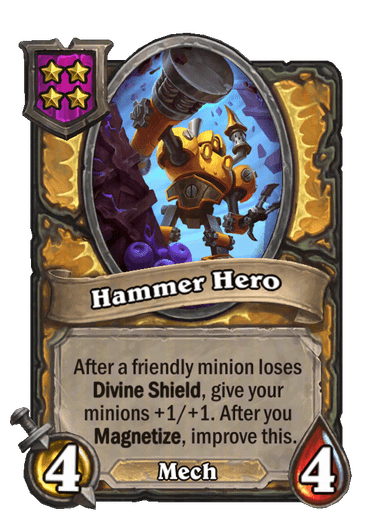 Hammer Hero
After a friendly minion loses
Divine Shield, give your
minions +1/+1. After you
Magnetize, improve this.
4
Mech
4